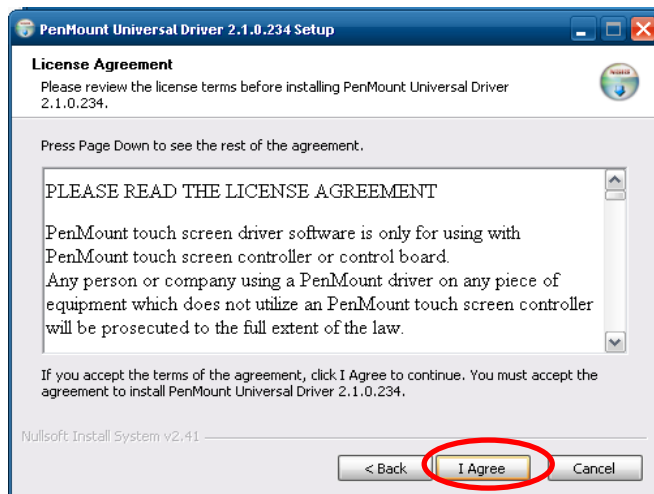 PenMount Universal Driver 2.1.0.234 Setup
License Agreement
Please review the license terms before installing PenMount Universal Driver
2.1.0.234.
Press Page Down to see the rest of the agreement.
PLEASE READ THE LICENSE AGREEMENT
PenMount touch screen driver software is only for using with
PenMount touch screen controller or control board.
Any person or company using a PenMount driver on any piece of
equipment which does not utilize an PenMount touch screen controller
will be prosecuted to the full extent of the law.
If you accept the terms of the agreement, click I Agree to continue. You must accept the
agreement to install PenMount Universal Driver 2.1.0.234.
Nullsoft Install System v2.41
< Back I Agree Cancel